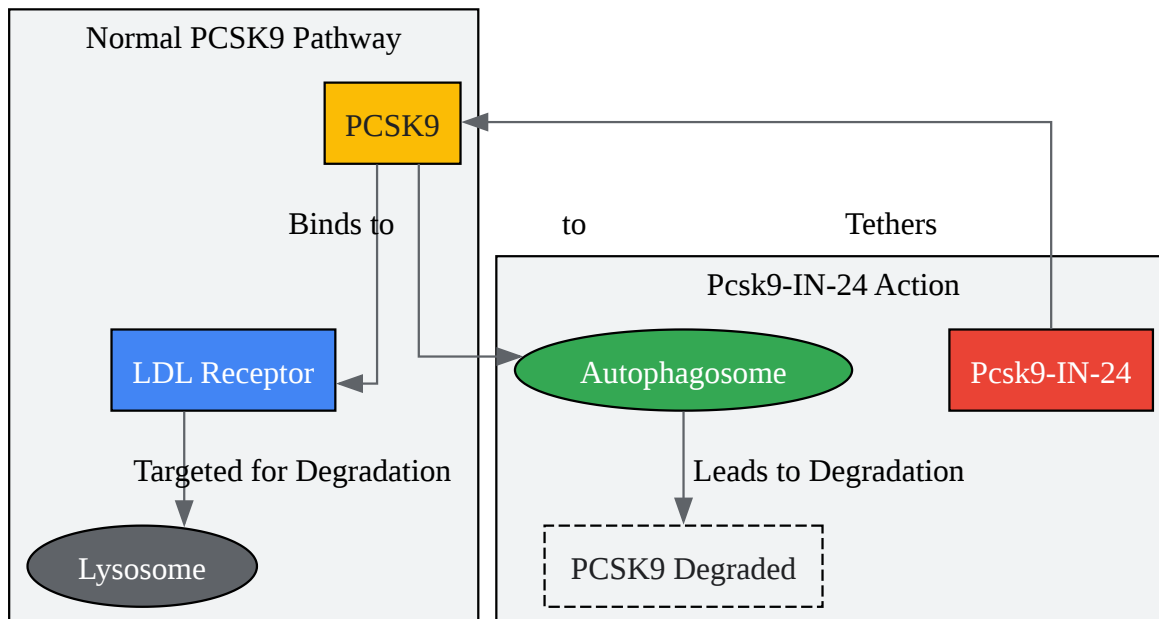 Normal PCSK9 Pathway
PCSK9
Binds to
to
Tethers
Pcsk9-IN-24 Action
LDL Receptor
Autophagosome
Pcsk9-IN-24
Targeted for Degradation
Leads to Degradation
Lysosome
PCSK9 Degraded